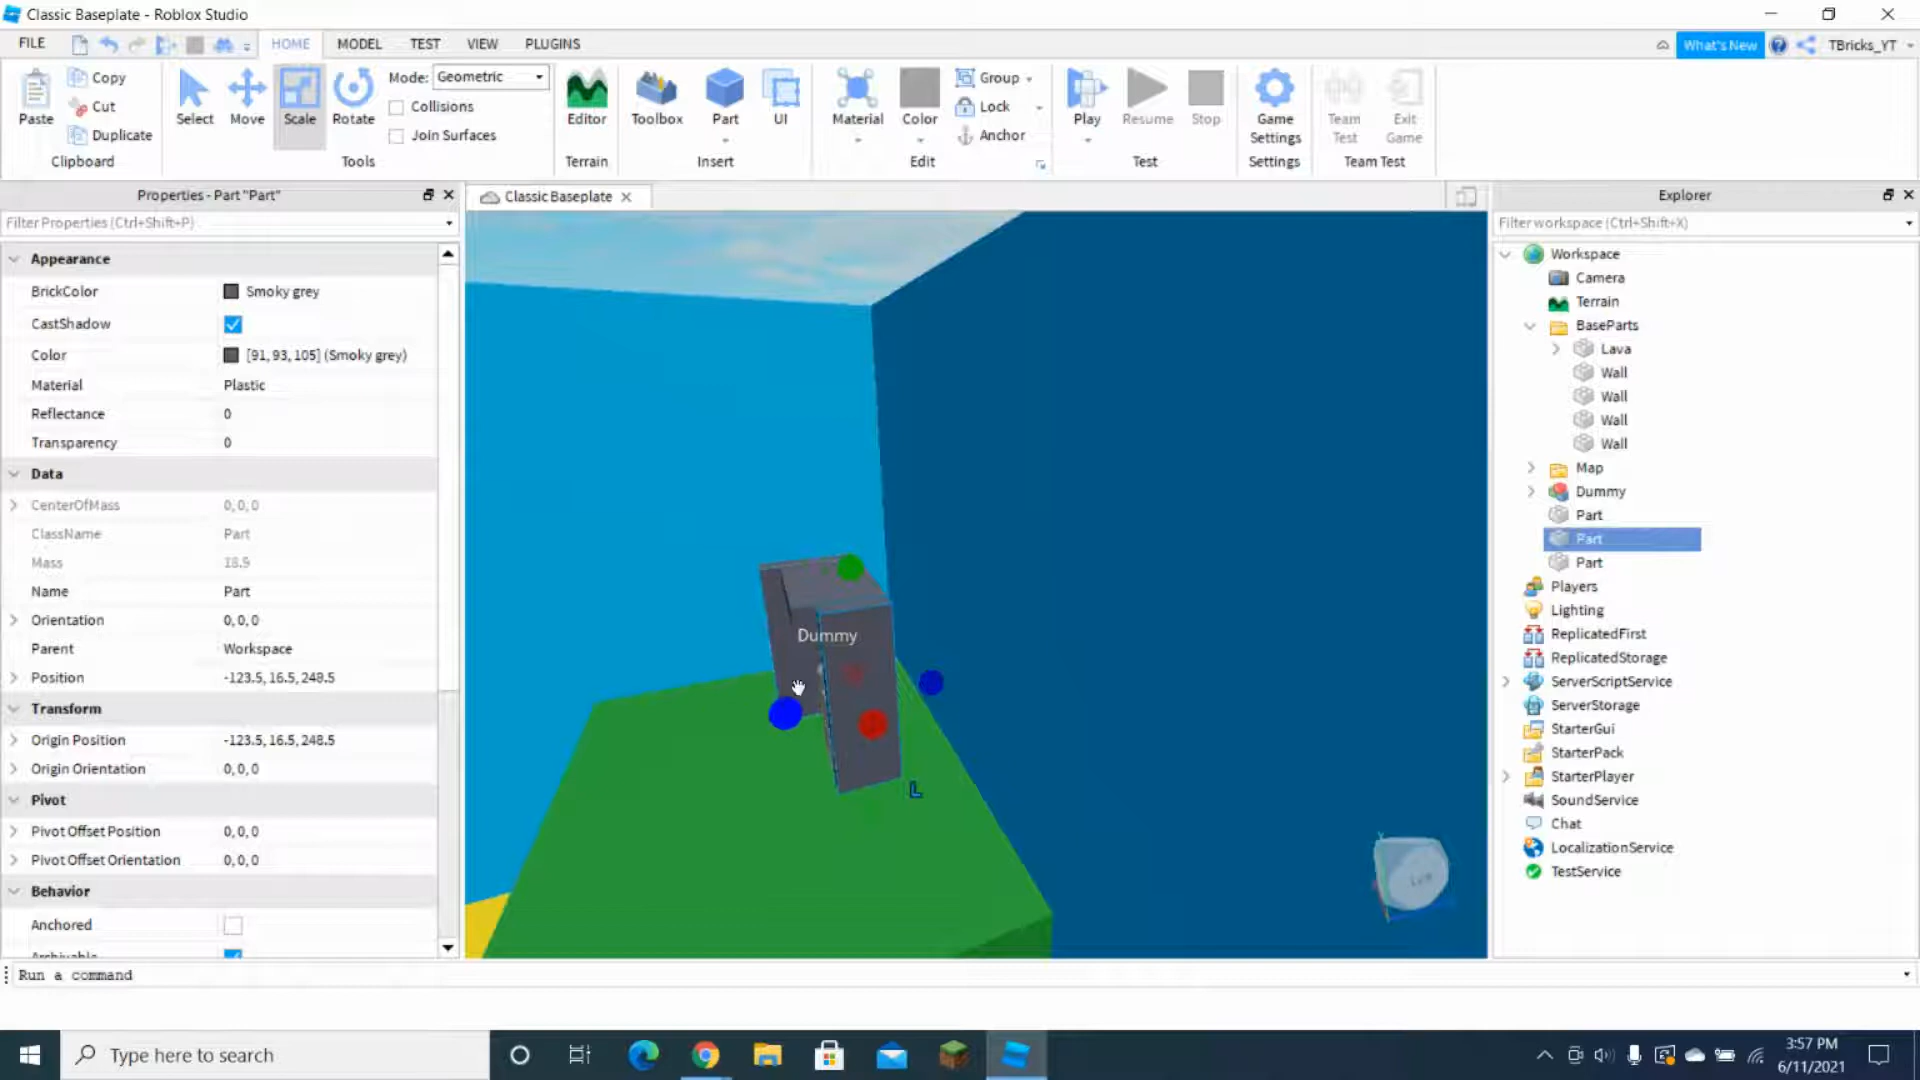 Classic Baseplate - Roblox Studio
FILE HOME MODEL TEST VIEW PLUGINS What's New TBricks_YT
Paste Copy Cut Duplicate Clipboard
Select Move Scale Rotate Mode: Geometric Collisions Join Surfaces Tools
Editor Terrain
Toolbox Part UI Insert
Material Color Group Lock Anchor Edit
Play Resume Stop Test
Game Settings Settings
Team Test Exit Game Team Test
Properties - Part "Part"
Filter Properties (Ctrl+Shift+P)
Appearance
BrickColor Smoky grey
CastShadow
Color [91, 93, 105] (Smoky grey)
Material Plastic
Reflectance 0
Transparency 0
Data
CenterOfMass 0, 0, 0
ClassName Part
Mass 18.9
Name Part
Orientation 0, 0, 0
Parent Workspace
Position -123.5, 16.5, 248.5
Transform
Origin Position -123.5, 16.5, 248.5
Origin Orientation 0, 0, 0
Pivot
Pivot Offset Position 0, 0, 0
Pivot Offset Orientation 0, 0, 0
Behavior
Anchored
Archivable
Classic Baseplate
Dummy
L
Explorer
Filter workspace (Ctrl+Shift+X)
Workspace
Camera
Terrain
BaseParts
Lava
Wall
Wall
Wall
Wall
Map
Dummy
Part
Part
Part
Players
Lighting
ReplicatedFirst
ReplicatedStorage
ServerScriptService
ServerStorage
StarterGui
StarterPack
StarterPlayer
SoundService
Chat
LocalizationService
TestService
Run a command
Type here to search
3:57 PM
6/11/2021